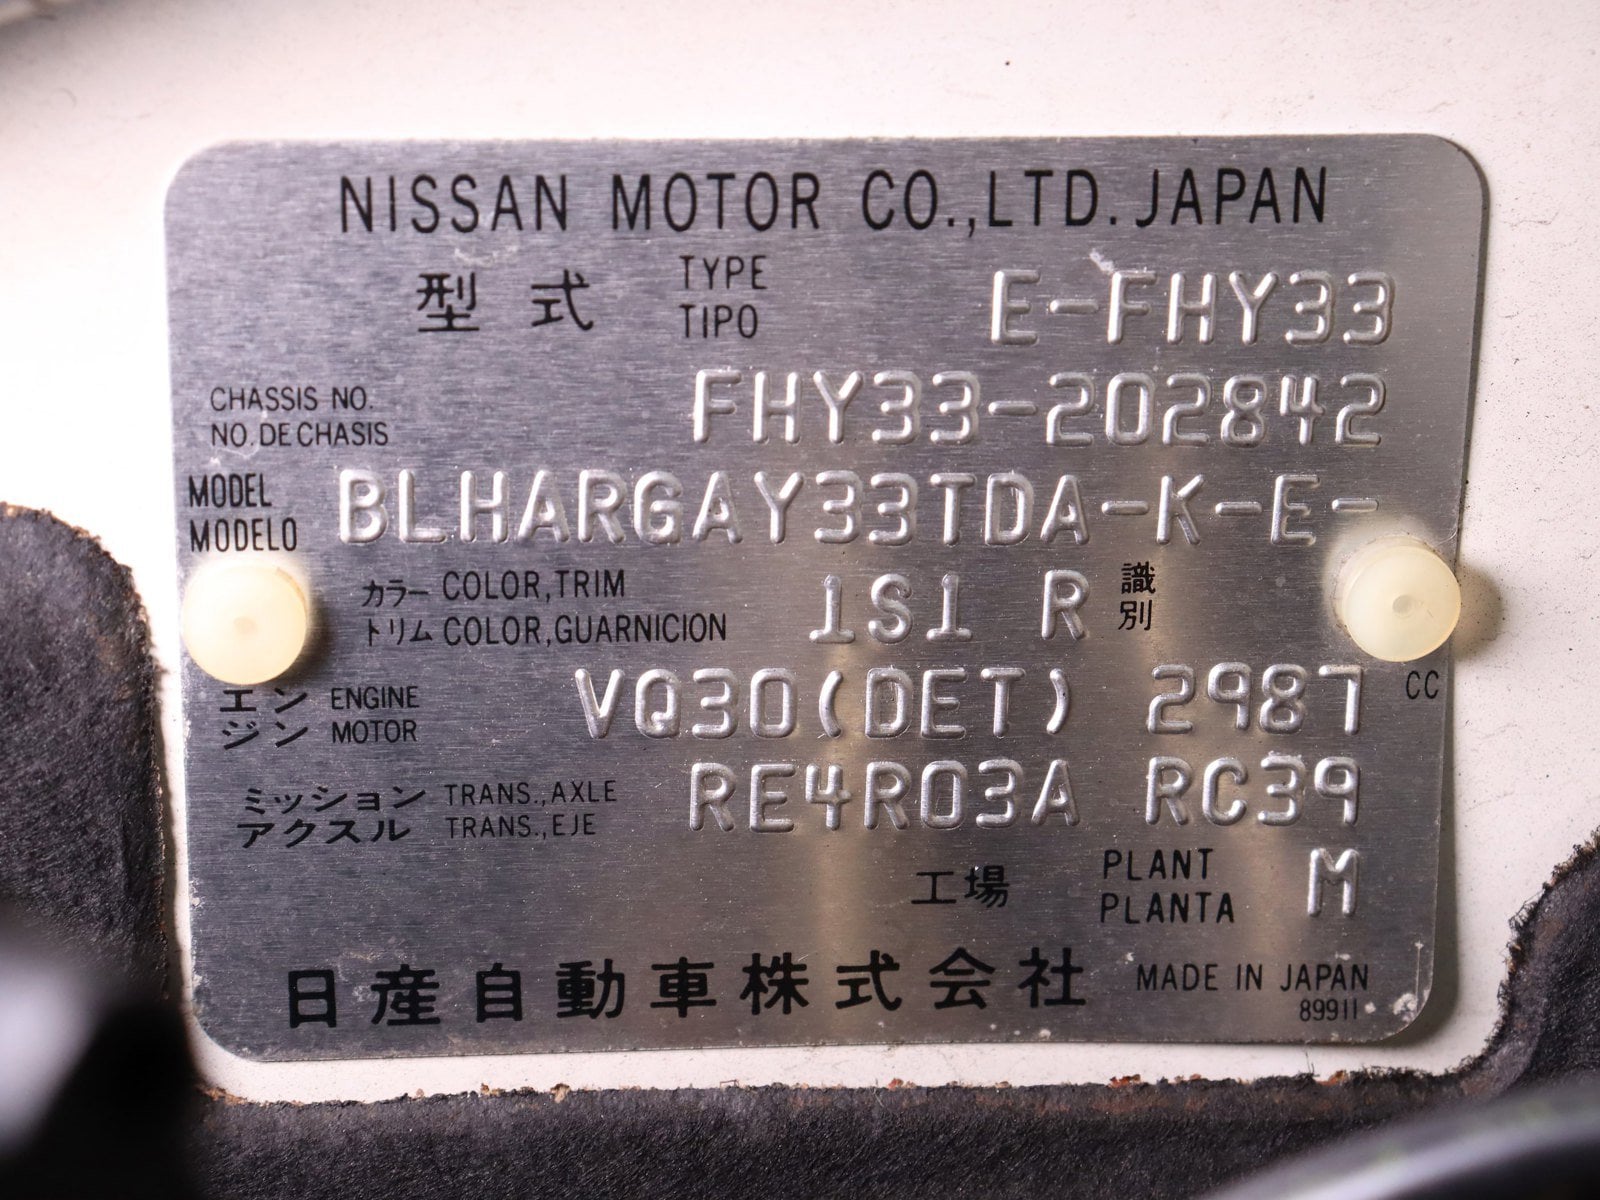 NISSAN MOTOR CO.,LTD. JAPAN
型式 TYPE TIPO E-FHY33
CHASSIS NO. NO. DE CHASIS FHY33-202842
MODEL MODELO BLHARGAY33TDA-K-E-
カラー COLOR, TRIM
トリム COLOR, GUARNICION 1S1 R 識別
エンジン ENGINE MOTOR VQ30(DET) 2987 CC
ミッション TRANS., AXLE
アクスル TRANS., EJE RE4R03A RC39
工場 PLANT PLANTA M
日産自動車株式会社 MADE IN JAPAN
89911